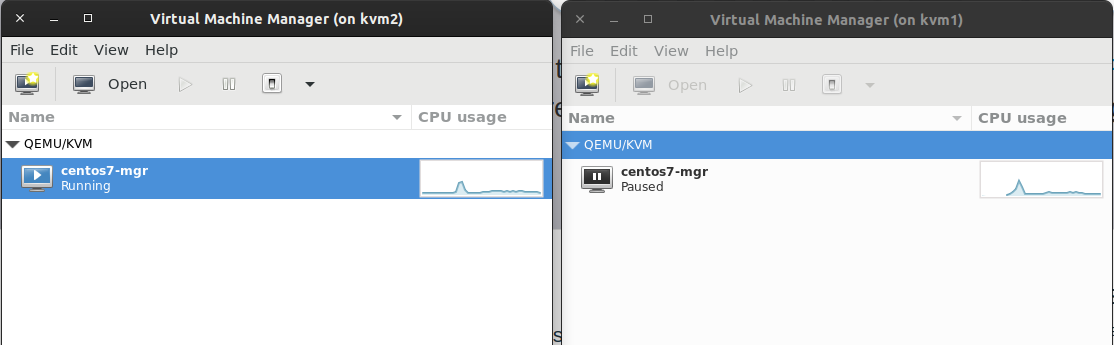 Virtual Machine Manager (on kvm2)
File Edit View Help
Open
Name CPU usage
QEMU/KVM
centos7-mgr
Running
Virtual Machine Manager (on kvm1)
File Edit View Help
Open
Name CPU usage
QEMU/KVM
centos7-mgr
Paused